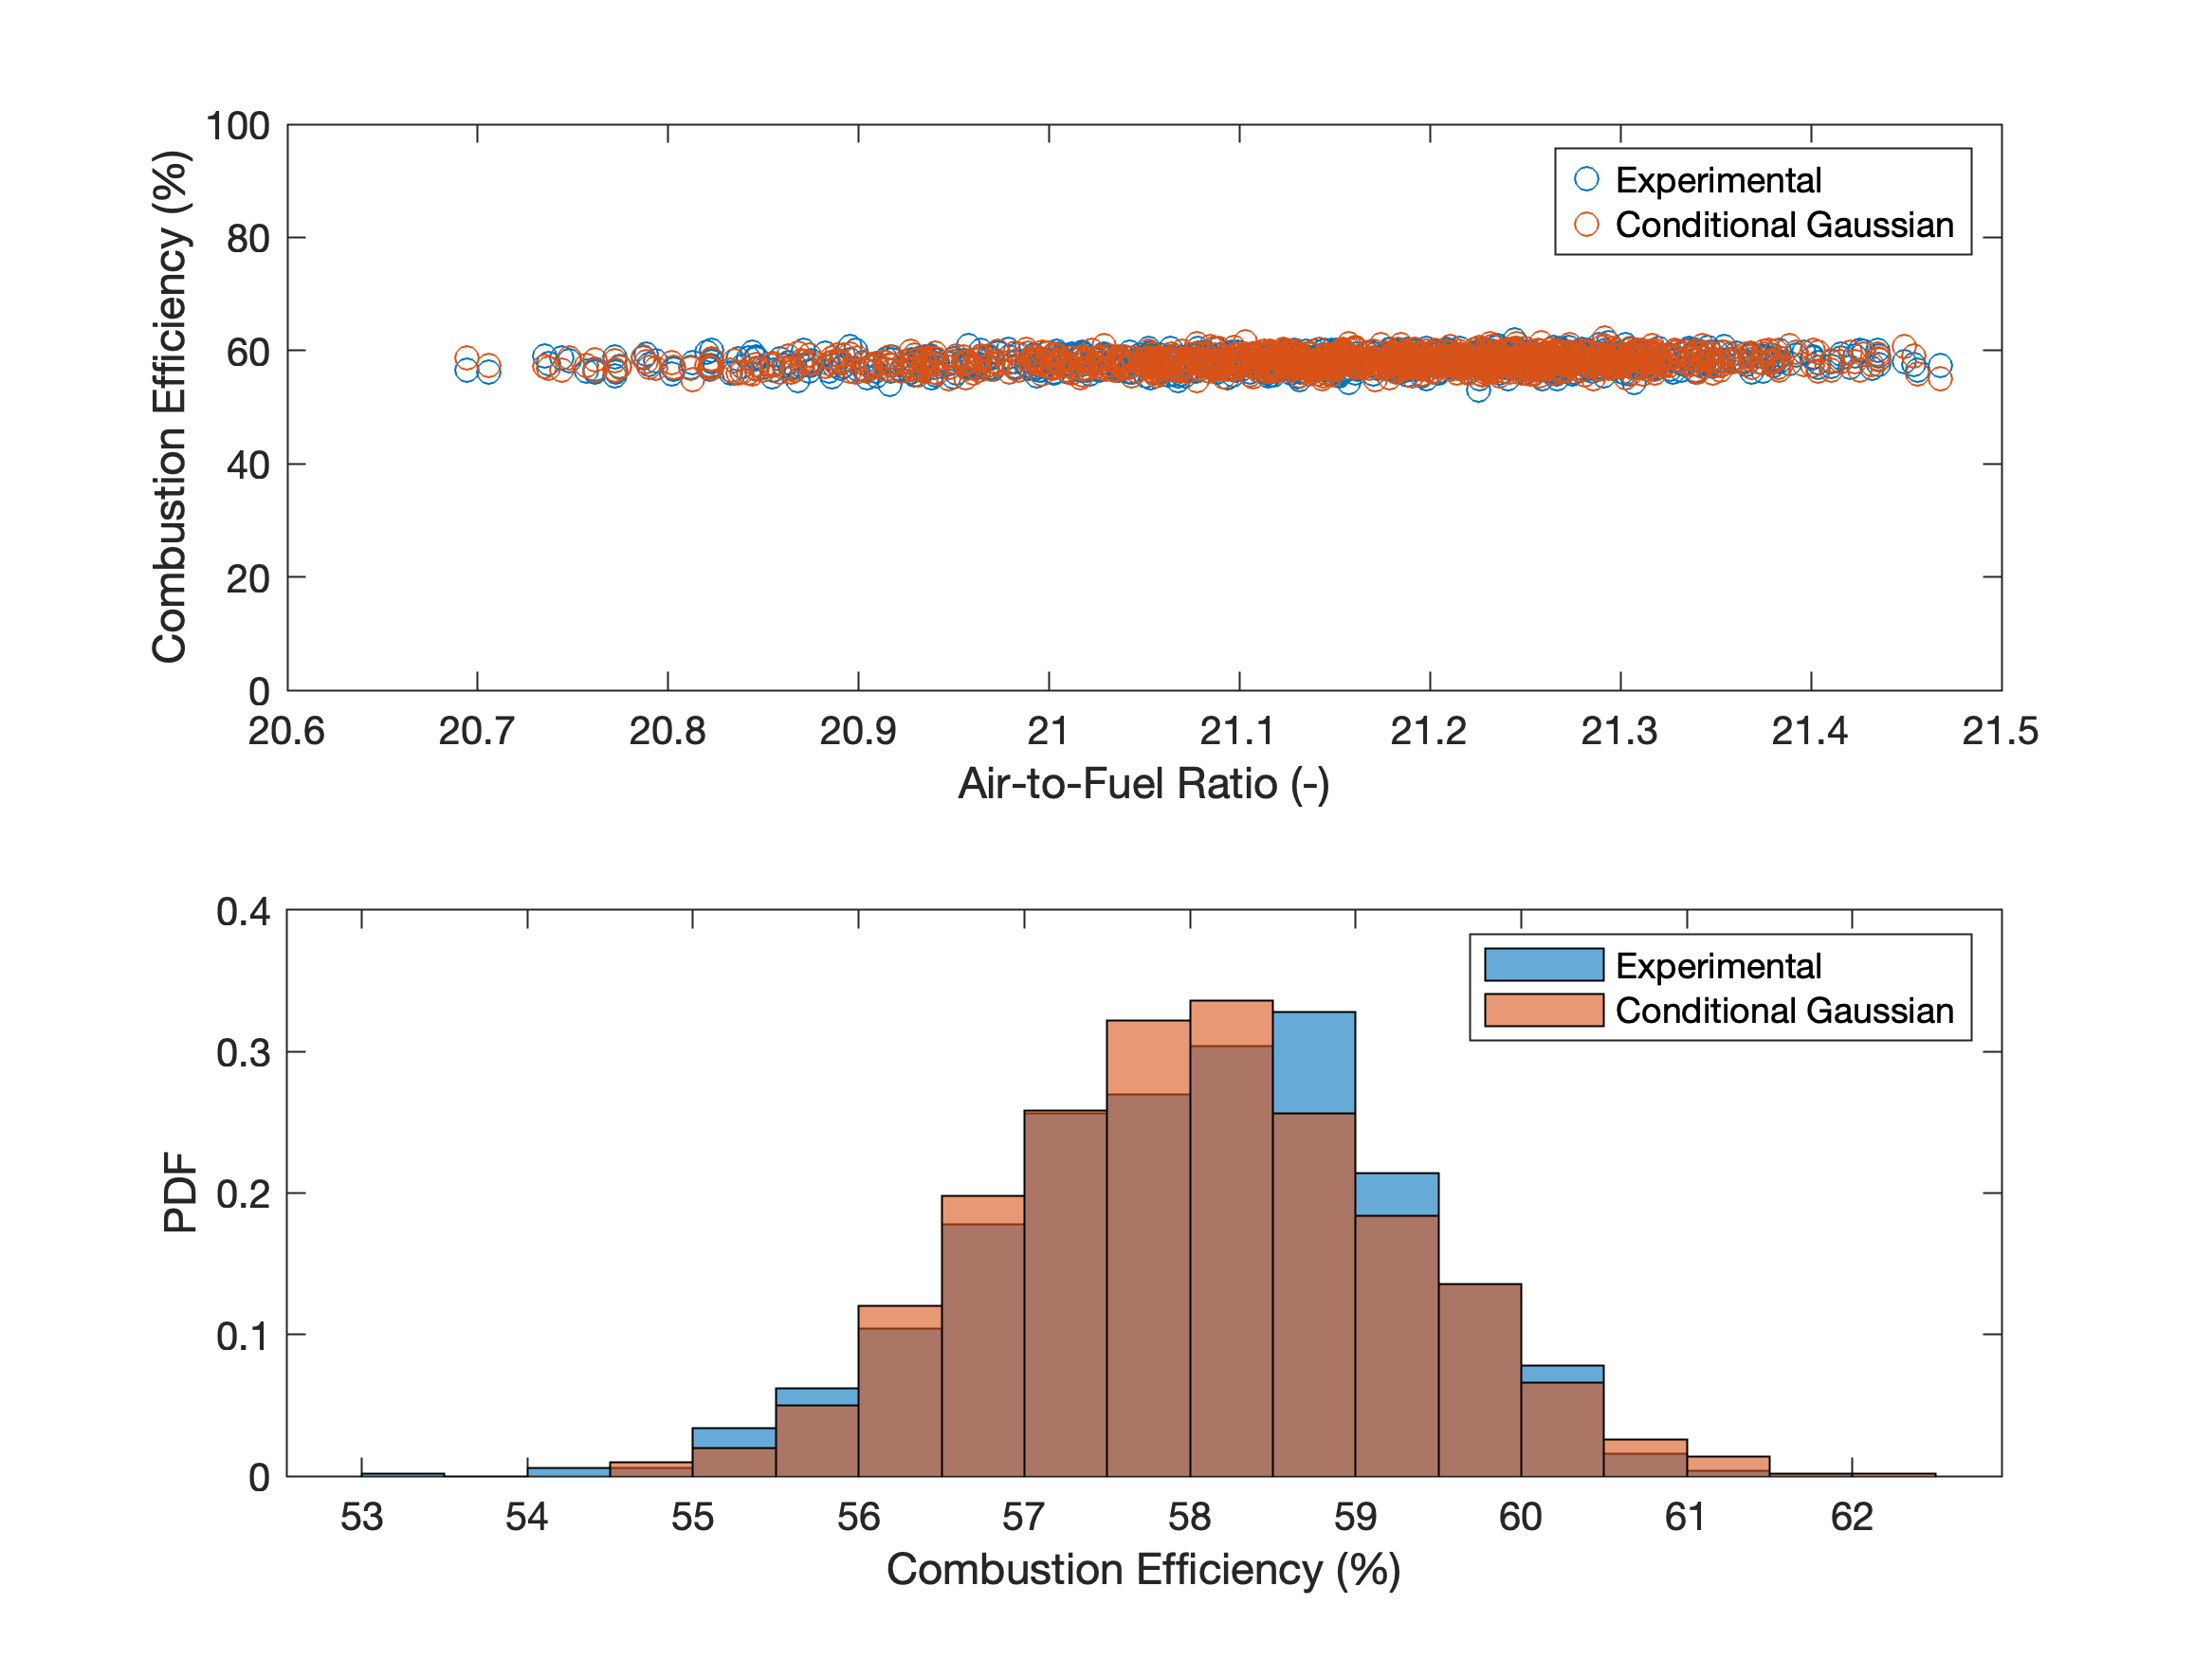 100
80
60
40
20
0
Combustion Efficiency (%)
Experimental
Conditional Gaussian
20.6 20.7 20.8 20.9 21 21.1 21.2 21.3 21.4 21.5
Air-to-Fuel Ratio (-)
0.4
0.3
0.2
0.1
0
PDF
Experimental
Conditional Gaussian
53 54 55 56 57 58 59 60 61 62
Combustion Efficiency (%)